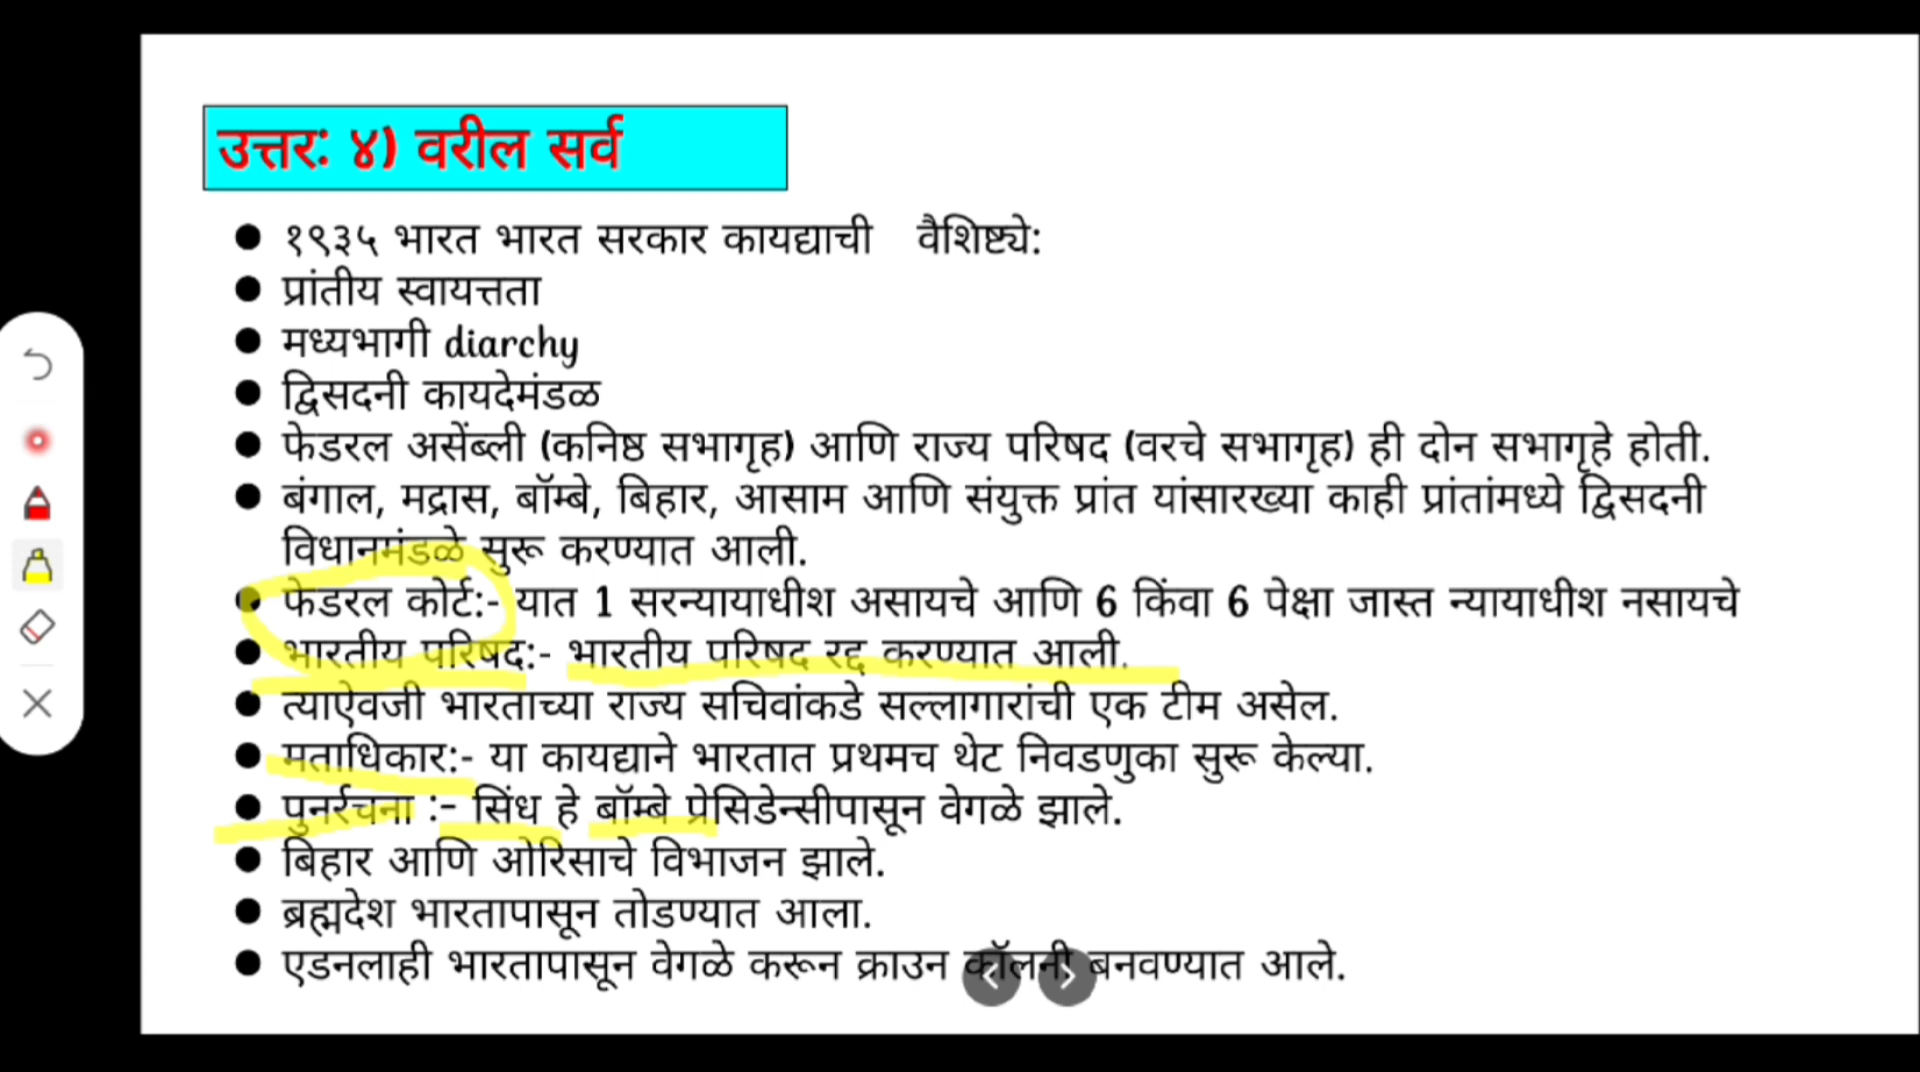 उत्तर: ४) वरील सर्व
१९३५ भारत भारत सरकार कायद्याची वैशिष्ट्ये:
प्रांतीय स्वायत्तता
मध्यभागी diarchy
द्विसदनी कायदेमंडळ
फेडरल असेंब्ली (कनिष्ठ सभागृह) आणि राज्य परिषद (वरचे सभागृह) ही दोन सभागृहे होती.
बंगाल, मद्रास, बॉम्बे, बिहार, आसाम आणि संयुक्त प्रांत यांसारख्या काही प्रांतांमध्ये द्विसदनी
विधानमंडळे सुरू करण्यात आली.
फेडरल कोर्ट:- यात 1 सरन्यायाधीश असायचे आणि 6 किंवा 6 पेक्षा जास्त न्यायाधीश नसायचे
भारतीय परिषद:- भारतीय परिषद रद्द करण्यात आली.
त्याऐवजी भारताच्या राज्य सचिवांकडे सल्लागारांची एक टीम असेल.
मताधिकार:- या कायद्याने भारतात प्रथमच थेट निवडणुका सुरू केल्या.
पुनर्रचना :- सिंध हे बॉम्बे प्रेसिडेन्सीपासून वेगळे झाले.
बिहार आणि ओरिसाचे विभाजन झाले.
ब्रह्मदेश भारतापासून तोडण्यात आला.
एडनलाही भारतापासून वेगळे करून क्राउन कॉलनी बनवण्यात आले.